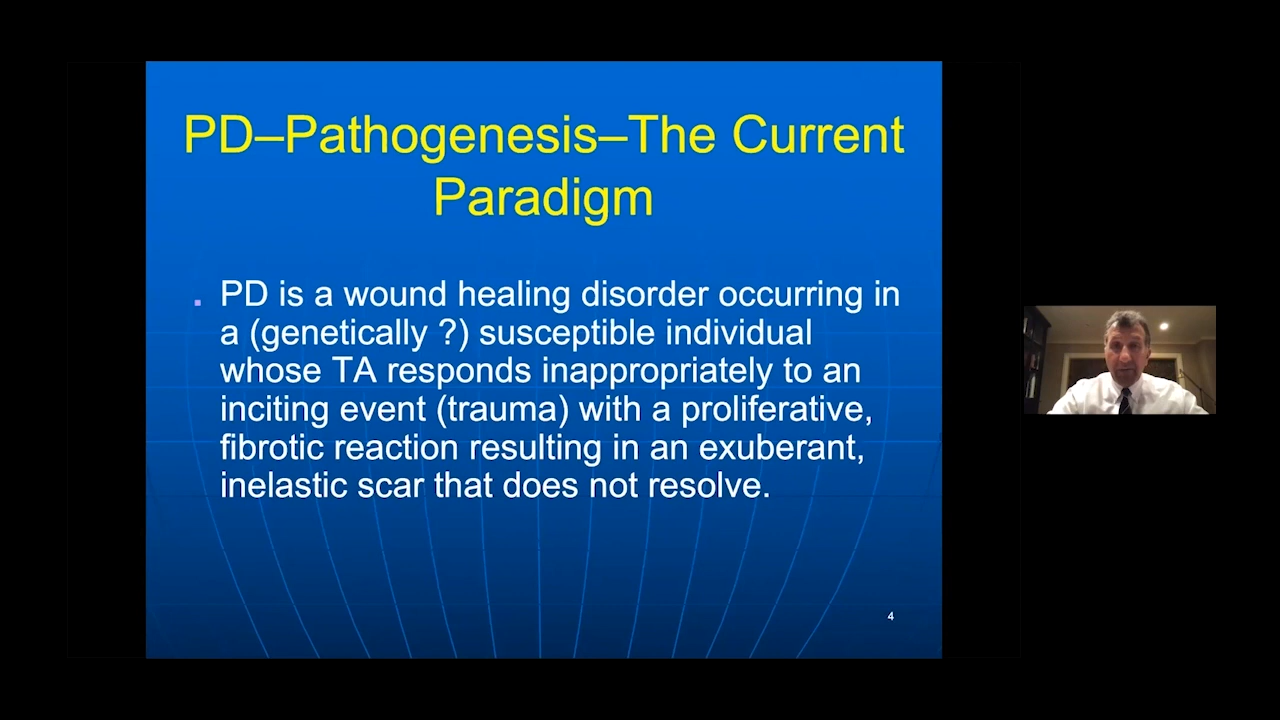 PD–Pathogenesis–The Current
Paradigm
PD is a wound healing disorder occurring in
a (genetically ?) susceptible individual
whose TA responds inappropriately to an
inciting event (trauma) with a proliferative,
fibrotic reaction resulting in an exuberant,
inelastic scar that does not resolve.
4